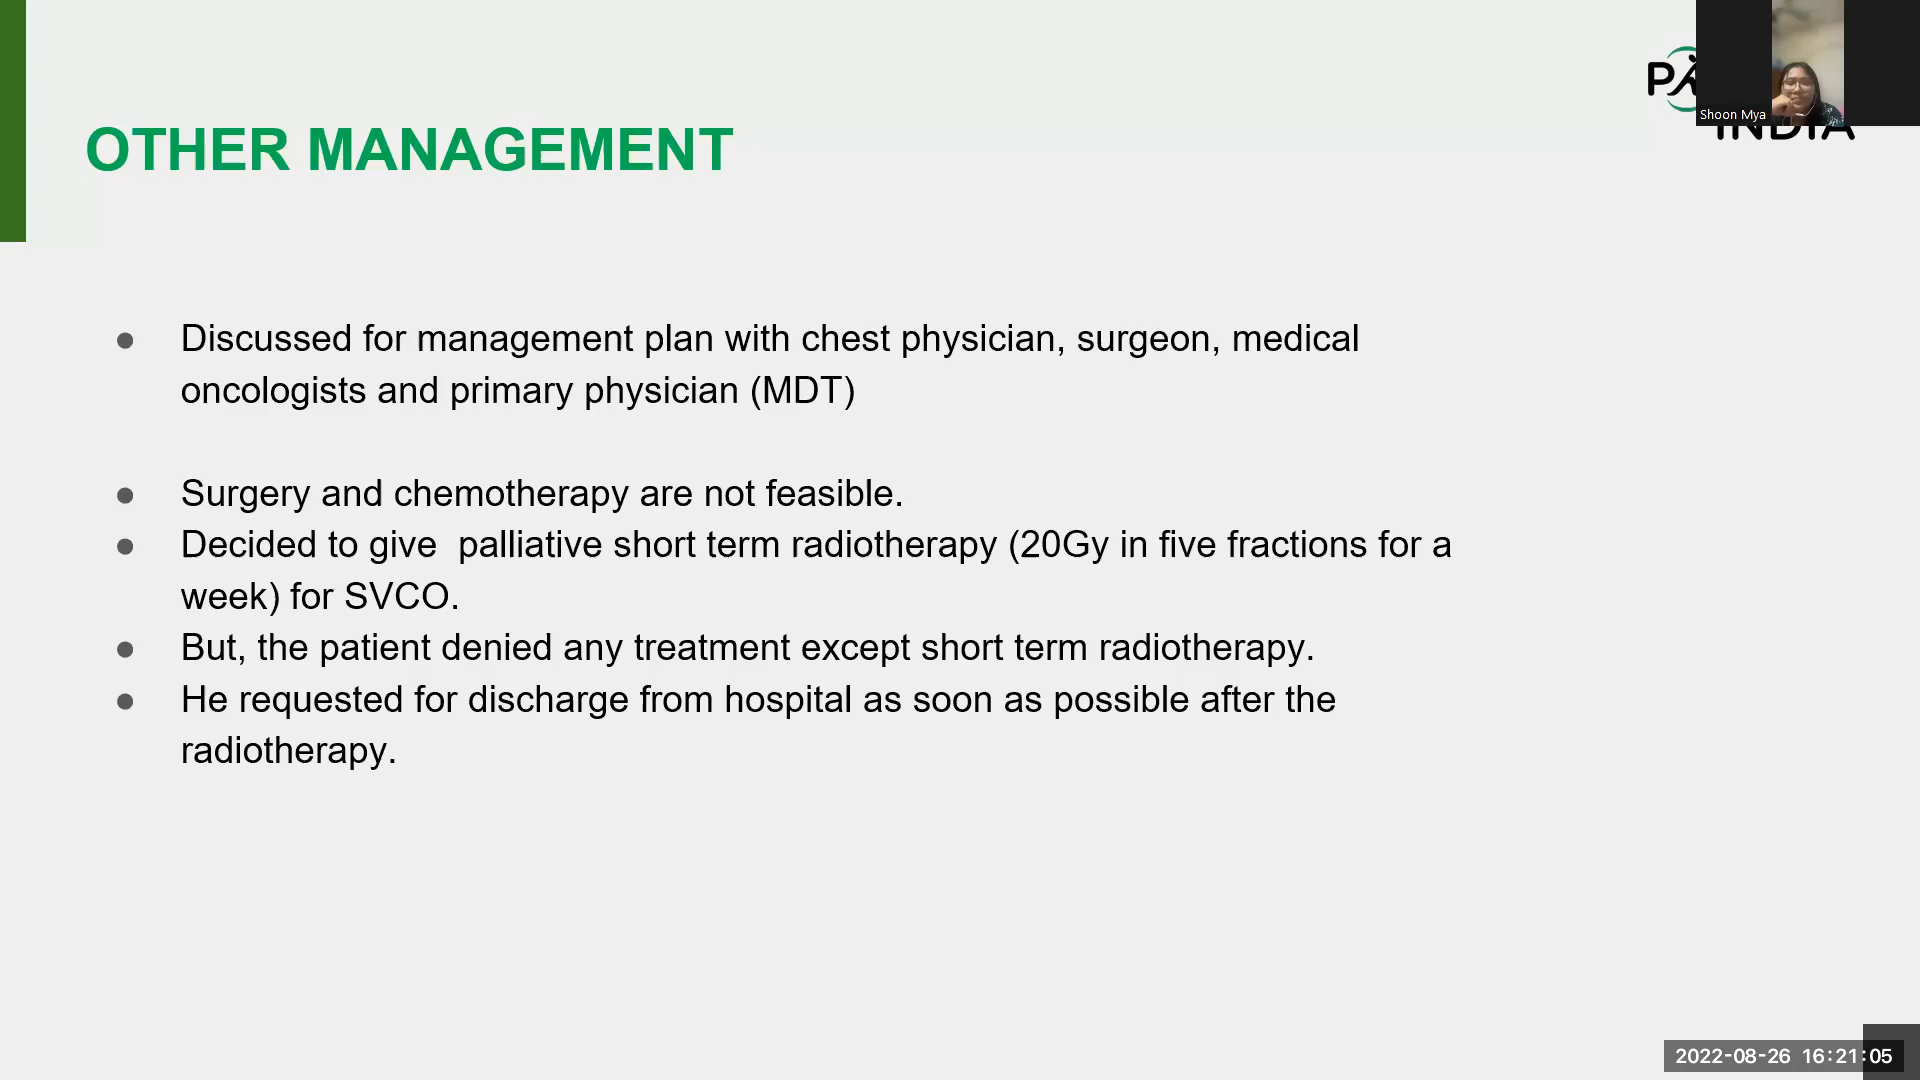 Shoon Mya
INDIA
OTHER MANAGEMENT
● Discussed for management plan with chest physician, surgeon, medical
oncologists and primary physician (MDT)
● Surgery and chemotherapy are not feasible.
● Decided to give  palliative short term radiotherapy (20Gy in five fractions for a
week) for SVCO.
● But, the patient denied any treatment except short term radiotherapy.
● He requested for discharge from hospital as soon as possible after the
radiotherapy.
2022-08-26 16:21:05